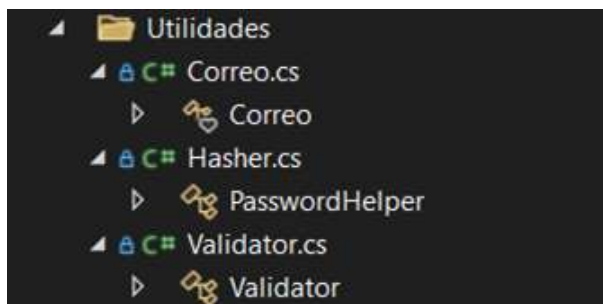 Utilidades
C# Correo.cs
Correo
C# Hasher.cs
PasswordHelper
C# Validator.cs
Validator